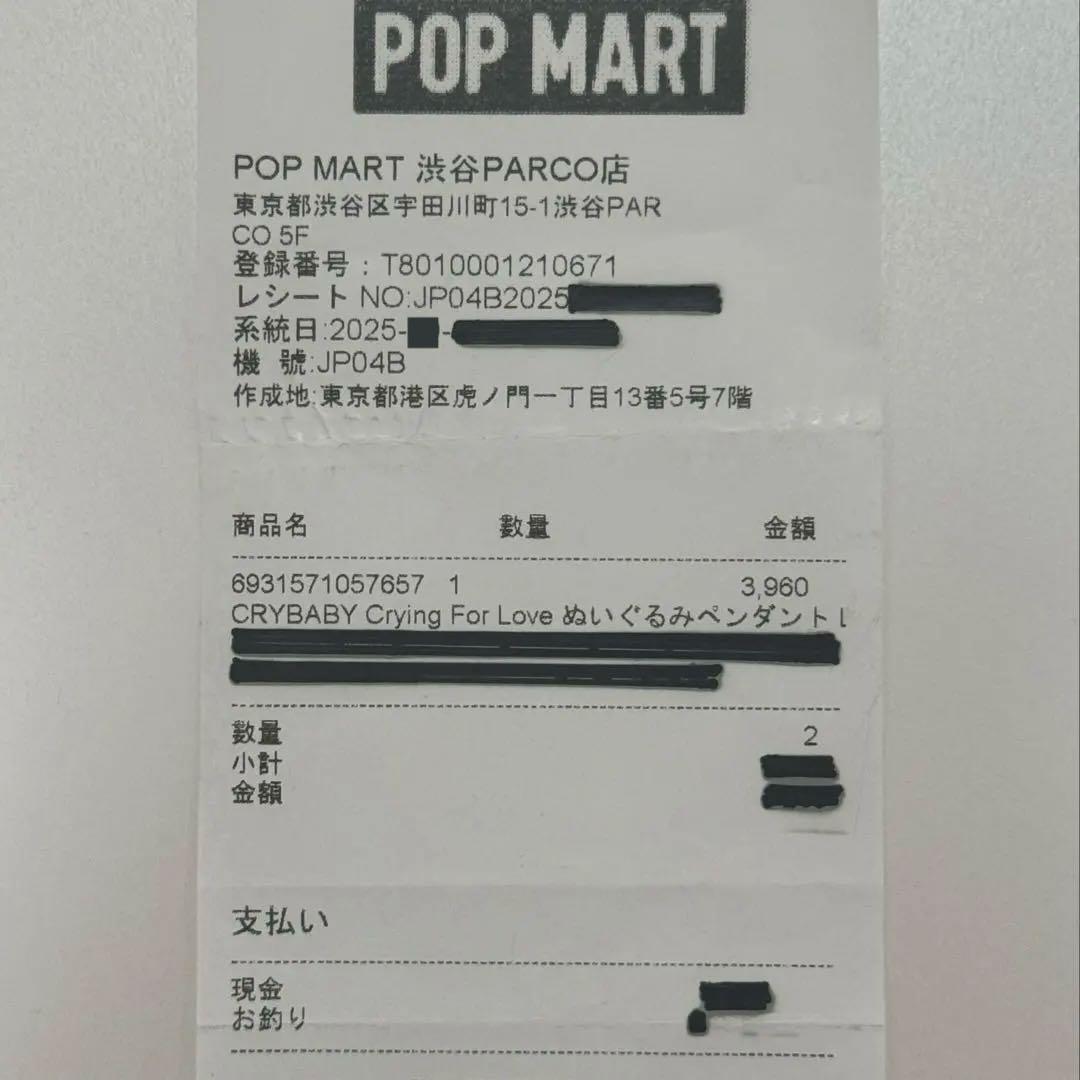 POP MART
POP MART 渋谷PARCO店
東京都渋谷区宇田川町15-1渋谷PAR
CO 5F
登録番号：T8010001210671
レシート NO:JP04B2025
系統日:2025- -
機 號:JP04B
作成地:東京都港区虎ノ門一丁目13番5号7階
商品名 數量 金額
6931571057657 1 3,960
CRYBABY Crying For Love ぬいぐるみペンダント
數量 2
小計
金額
支払い
現金
お釣り